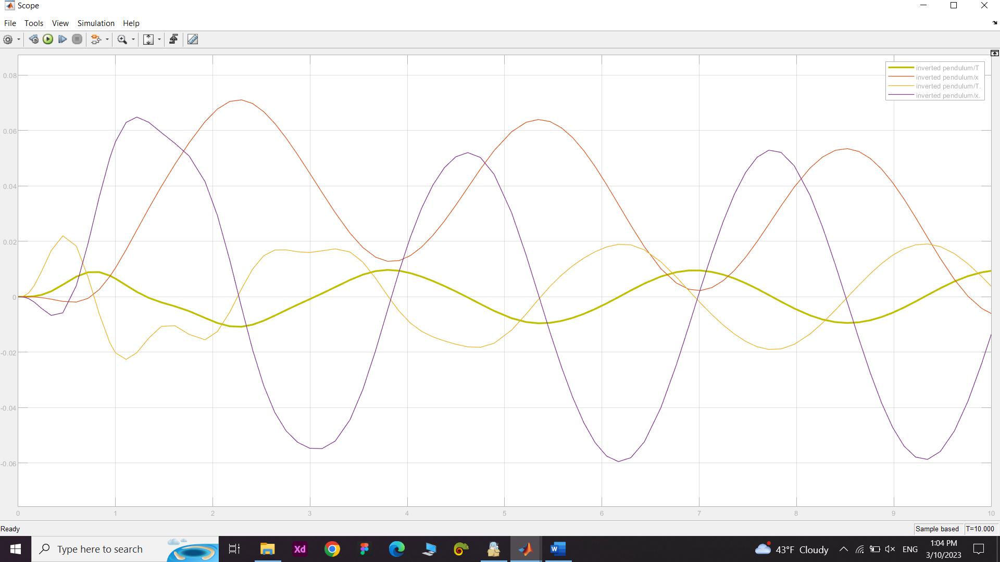 Scope
File Tools View Simulation Help
inverted pendulum/T
inverted pendulum/x
inverted pendulum/T.
inverted pendulum/x.
0.08
0.06
0.04
0.02
0
-0.02
-0.04
-0.06
0 1 2 3 4 5 6 7 8 9 10
Ready Sample based T=10.000
Type here to search Xd W 43°F Cloudy ENG 1:04 PM
3/10/2023